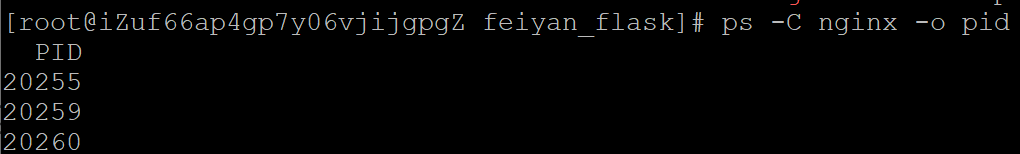 [root@iZuf66ap4gp7y06vjijgpgZ feiyan_flask]# ps -C nginx -o pid
PID
20255
20259
20260